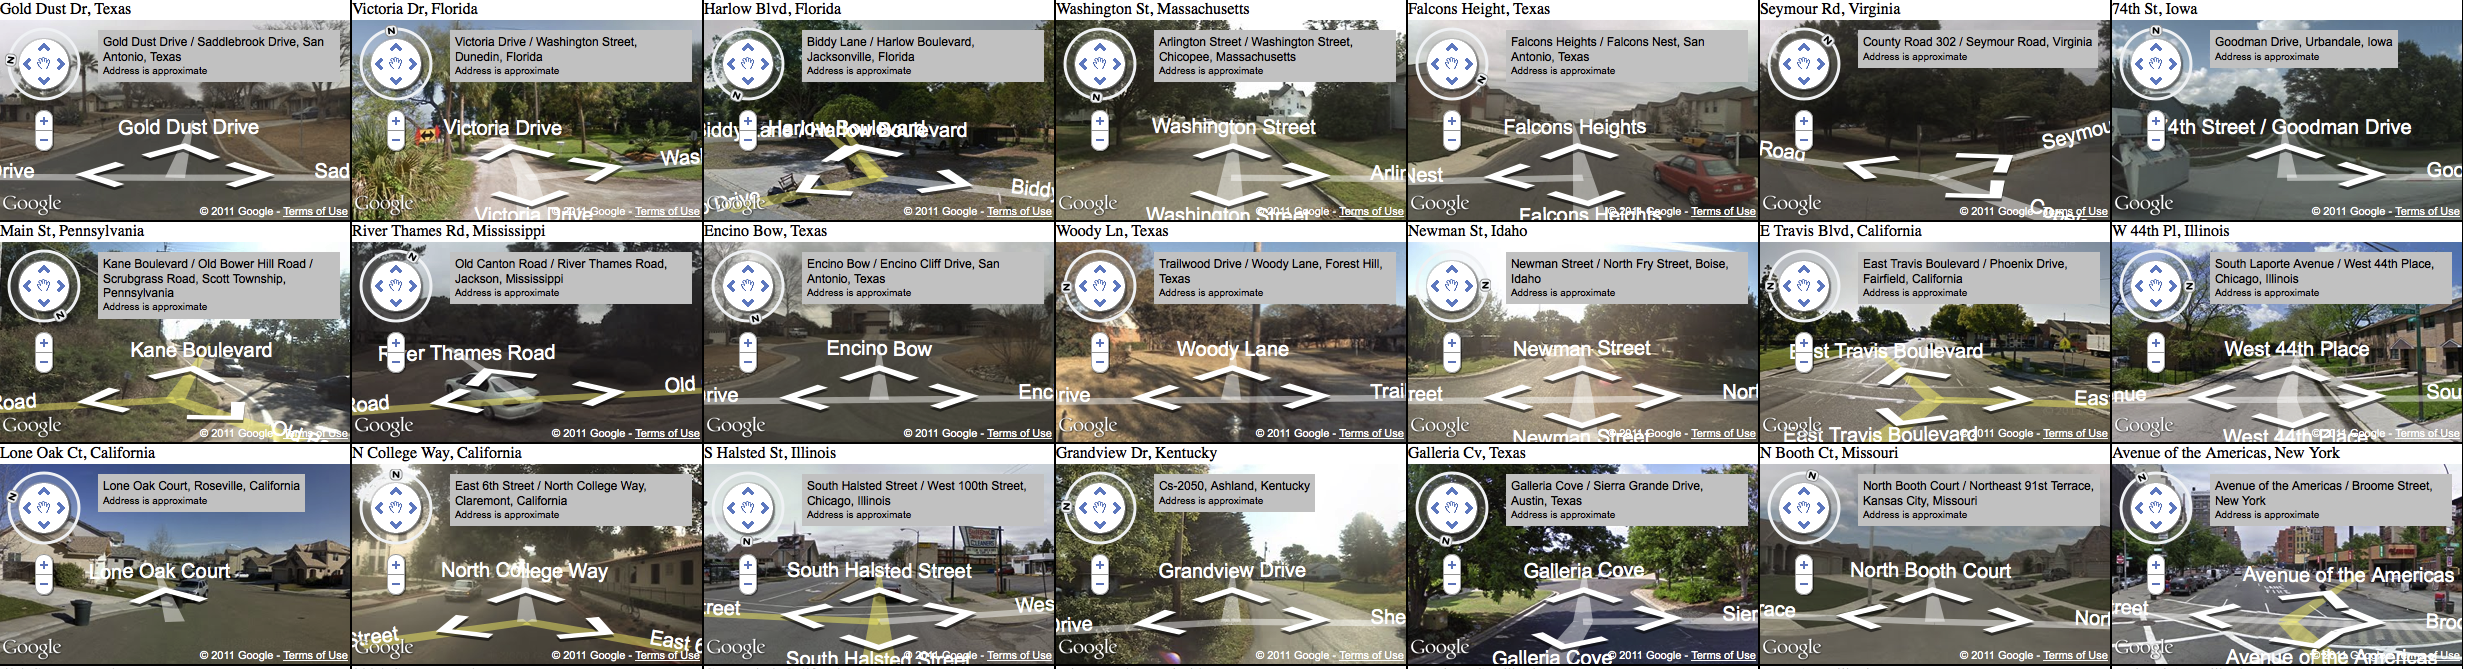 Gold Dust Dr, Texas
Gold Dust Drive / Saddlebrook Drive, San
Antonio, Texas
Address is approximate
Gold Dust Drive
rive
Sad
Google
© 2011 Google - Terms of Use
Victoria Dr, Florida
Victoria Drive / Washington Street,
Dunedin, Florida
Address is approximate
Victoria Drive
Was
Victoria Drive
© 2011 Google - Terms of Use
Harlow Blvd, Florida
Biddy Lane / Harlow Boulevard,
Jacksonville, Florida
Address is approximate
Harlow Boulevard
Biddy
Google
© 2011 Google - Terms of Use
Washington St, Massachusetts
Arlington Street / Washington Street,
Chicopee, Massachusetts
Address is approximate
Washington Street
Arlin
Washington Street
Google
© 2011 Google - Terms of Use
Falcons Height, Texas
Falcons Heights / Falcons Nest, San
Antonio, Texas
Address is approximate
Falcons Heights
Nest
Falcons Heights
Google
© 2011 Google - Terms of Use
Seymour Rd, Virginia
County Road 302 / Seymour Road, Virginia
Address is approximate
Road
Seymou
Google
© 2011 Google - Terms of Use
74th St, Iowa
Goodman Drive, Urbandale, Iowa
Address is approximate
4th Street / Goodman Drive
Goo
Google
© 2011 Google - Terms of Use
Main St, Pennsylvania
Kane Boulevard / Old Bower Hill Road /
Scrubgrass Road, Scott Township,
Pennsylvania
Address is approximate
Kane Boulevard
Road
Google
© 2011 Google - Terms of Use
River Thames Rd, Mississippi
Old Canton Road / River Thames Road,
Jackson, Mississippi
Address is approximate
River Thames Road
Old
Road
Google
© 2011 Google - Terms of Use
Encino Bow, Texas
Encino Bow / Encino Cliff Drive, San
Antonio, Texas
Address is approximate
Encino Bow
rive
Enc
Google
© 2011 Google - Terms of Use
Woody Ln, Texas
Trailwood Drive / Woody Lane, Forest Hill,
Texas
Address is approximate
Woody Lane
rive
Trail
Google
© 2011 Google - Terms of Use
Newman St, Idaho
Newman Street / North Fry Street, Boise,
Idaho
Address is approximate
Newman Street
reet
Nort
Newman Street
Google
© 2011 Google - Terms of Use
E Travis Blvd, California
East Travis Boulevard / Phoenix Drive,
Fairfield, California
Address is approximate
East Travis Boulevard
Eas
East Travis Boulevard
Google
© 2011 Google - Terms of Use
W 44th Pl, Illinois
South Laporte Avenue / West 44th Place,
Chicago, Illinois
Address is approximate
West 44th Place
nue
Sou
West 44th Place
Google
© 2011 Google - Terms of Use
Lone Oak Ct, California
Lone Oak Court, Roseville, California
Address is approximate
Lone Oak Court
Google
© 2011 Google - Terms of Use
N College Way, California
East 6th Street / North College Way,
Claremont, California
Address is approximate
North College Way
Street
East 6
Google
© 2011 Google - Terms of Use
S Halsted St, Illinois
South Halsted Street / West 100th Street,
Chicago, Illinois
Address is approximate
CLEANERS
South Halsted Street
reet
Wes
South Halsted Street
Google
© 2011 Google - Terms of Use
Grandview Dr, Kentucky
Cs-2050, Ashland, Kentucky
Address is approximate
Grandview Drive
Drive
She
Google
© 2011 Google - Terms of Use
Galleria Cv, Texas
Galleria Cove / Sierra Grande Drive,
Austin, Texas
Address is approximate
Galleria Cove
Sier
Galleria Cove
Google
© 2011 Google - Terms of Use
N Booth Ct, Missouri
North Booth Court / Northeast 91st Terrace,
Kansas City, Missouri
Address is approximate
North Booth Court
race
Nor
Google
© 2011 Google - Terms of Use
Avenue of the Americas, New York
Avenue of the Americas / Broome Street,
New York
Address is approximate
Avenue of the Americas
reet
Broo
Avenue of the Americas
Google
© 2011 Google - Terms of Use